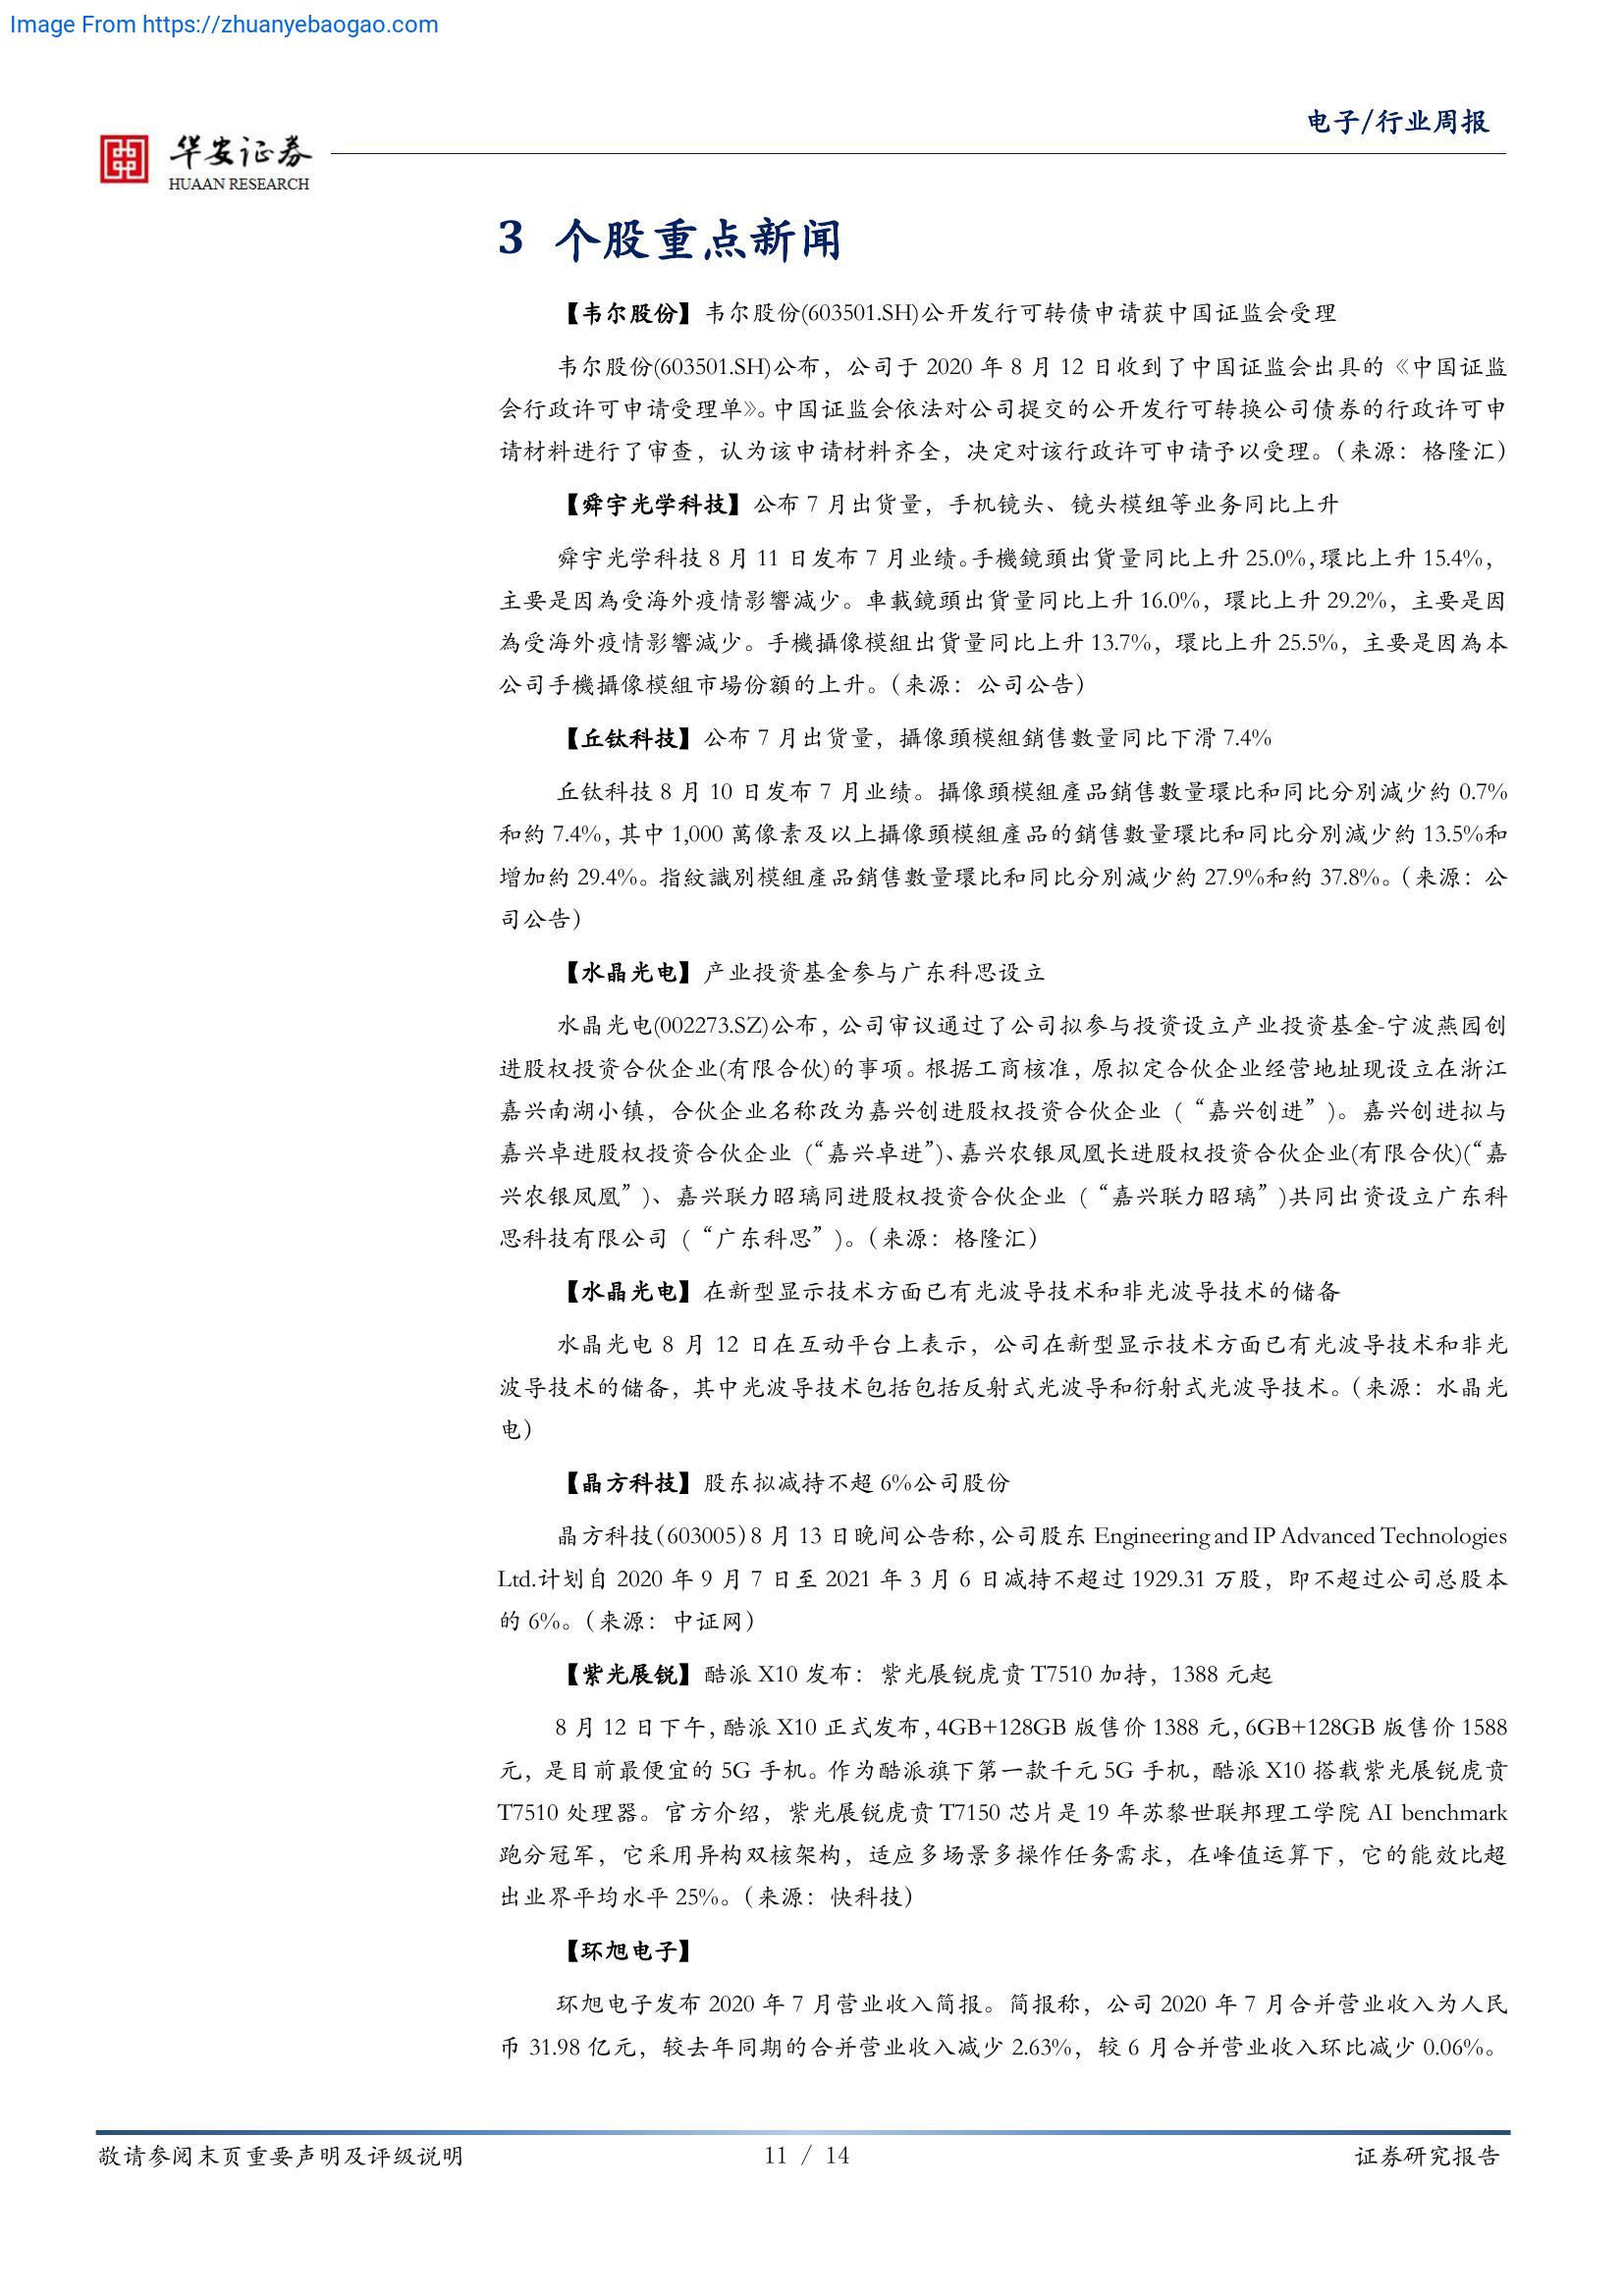 Image From https://zhuanyebaogao.com
电子/行业周报
华安证券
HUAAN RESEARCH
3 个股重点新闻
【韦尔股份】韦尔股份(603501.SH)公开发行可转债申请获中国证监会受理
韦尔股份(603501.SH)公布，公司于 2020 年 8 月 12 日收到了中国证监会出具的《中国证监
会行政许可申请受理单》。中国证监会依法对公司提交的公开发行可转换公司债券的行政许可申
请材料进行了审查，认为该申请材料齐全，决定对该行政许可申请予以受理。（来源：格隆汇）
【舜宇光学科技】公布 7 月出货量，手机镜头、镜头模组等业务同比上升
舜宇光学科技 8 月 11 日发布 7 月业绩。手機鏡頭出貨量同比上升 25.0%，環比上升 15.4%，
主要是因為受海外疫情影響減少。車載鏡頭出貨量同比上升 16.0%，環比上升 29.2%，主要是因
為受海外疫情影響減少。手機攝像模組出貨量同比上升 13.7%，環比上升 25.5%，主要是因為本
公司手機攝像模組市場份額的上升。（来源：公司公告）
【丘钛科技】公布 7 月出货量，攝像頭模組銷售數量同比下滑 7.4%
丘钛科技 8 月 10 日发布 7 月业绩。攝像頭模組產品銷售數量環比和同比分別減少約 0.7%
和約 7.4%，其中 1,000 萬像素及以上攝像頭模組產品的銷售數量環比和同比分別減少約 13.5%和
增加約 29.4%。指紋識別模組產品銷售數量環比和同比分別減少約 27.9%和約 37.8%。（来源：公
司公告）
【水晶光电】产业投资基金参与广东科思设立
水晶光电(002273.SZ)公布，公司审议通过了公司拟参与投资设立产业投资基金-宁波燕园创
进股权投资合伙企业(有限合伙)的事项。根据工商核准，原拟定合伙企业经营地址现设立在浙江
嘉兴南湖小镇，合伙企业名称改为嘉兴创进股权投资合伙企业（“嘉兴创进”)。嘉兴创进拟与
嘉兴卓进股权投资合伙企业 (“嘉兴卓进”)、嘉兴农银凤凰长进股权投资合伙企业(有限合伙)(“嘉
兴农银凤凰”)、嘉兴联力昭璃同进股权投资合伙企业（“嘉兴联力昭璃”)共同出资设立广东科
思科技有限公司（“广东科思”)。（来源：格隆汇）
【水晶光电】在新型显示技术方面已有光波导技术和非光波导技术的储备
水晶光电 8 月 12 日在互动平台上表示，公司在新型显示技术方面已有光波导技术和非光
波导技术的储备，其中光波导技术包括包括反射式光波导和衍射式光波导技术。（来源：水晶光
电）
【晶方科技】股东拟减持不超 6%公司股份
晶方科技（603005）8 月 13 日晚间公告称，公司股东 Engineering and IP Advanced Technologies
Ltd.计划自 2020 年 9 月 7 日至 2021 年 3 月 6 日减持不超过 1929.31 万股，即不超过公司总股本
的 6%。（来源：中证网）
【紫光展锐】酷派 X10 发布：紫光展锐虎贲 T7510 加持，1388 元起
8 月 12 日下午，酷派 X10 正式发布，4GB+128GB 版售价 1388 元，6GB+128GB 版售价 1588
元，是目前最便宜的 5G 手机。作为酷派旗下第一款千元 5G 手机，酷派 X10 搭载紫光展锐虎贲
T7510 处理器。官方介绍，紫光展锐虎贲 T7150 芯片是 19 年苏黎世联邦理工学院 AI benchmark
跑分冠军，它采用异构双核架构，适应多场景多操作任务需求，在峰值运算下，它的能效比超
出业界平均水平 25%。（来源：快科技）
【环旭电子】
环旭电子发布 2020 年 7 月营业收入简报。简报称，公司 2020 年 7 月合并营业收入为人民
币 31.98 亿元，较去年同期的合并营业收入减少 2.63%，较 6 月合并营业收入环比减少 0.06%。
敬请参阅末页重要声明及评级说明
11 / 14
证券研究报告